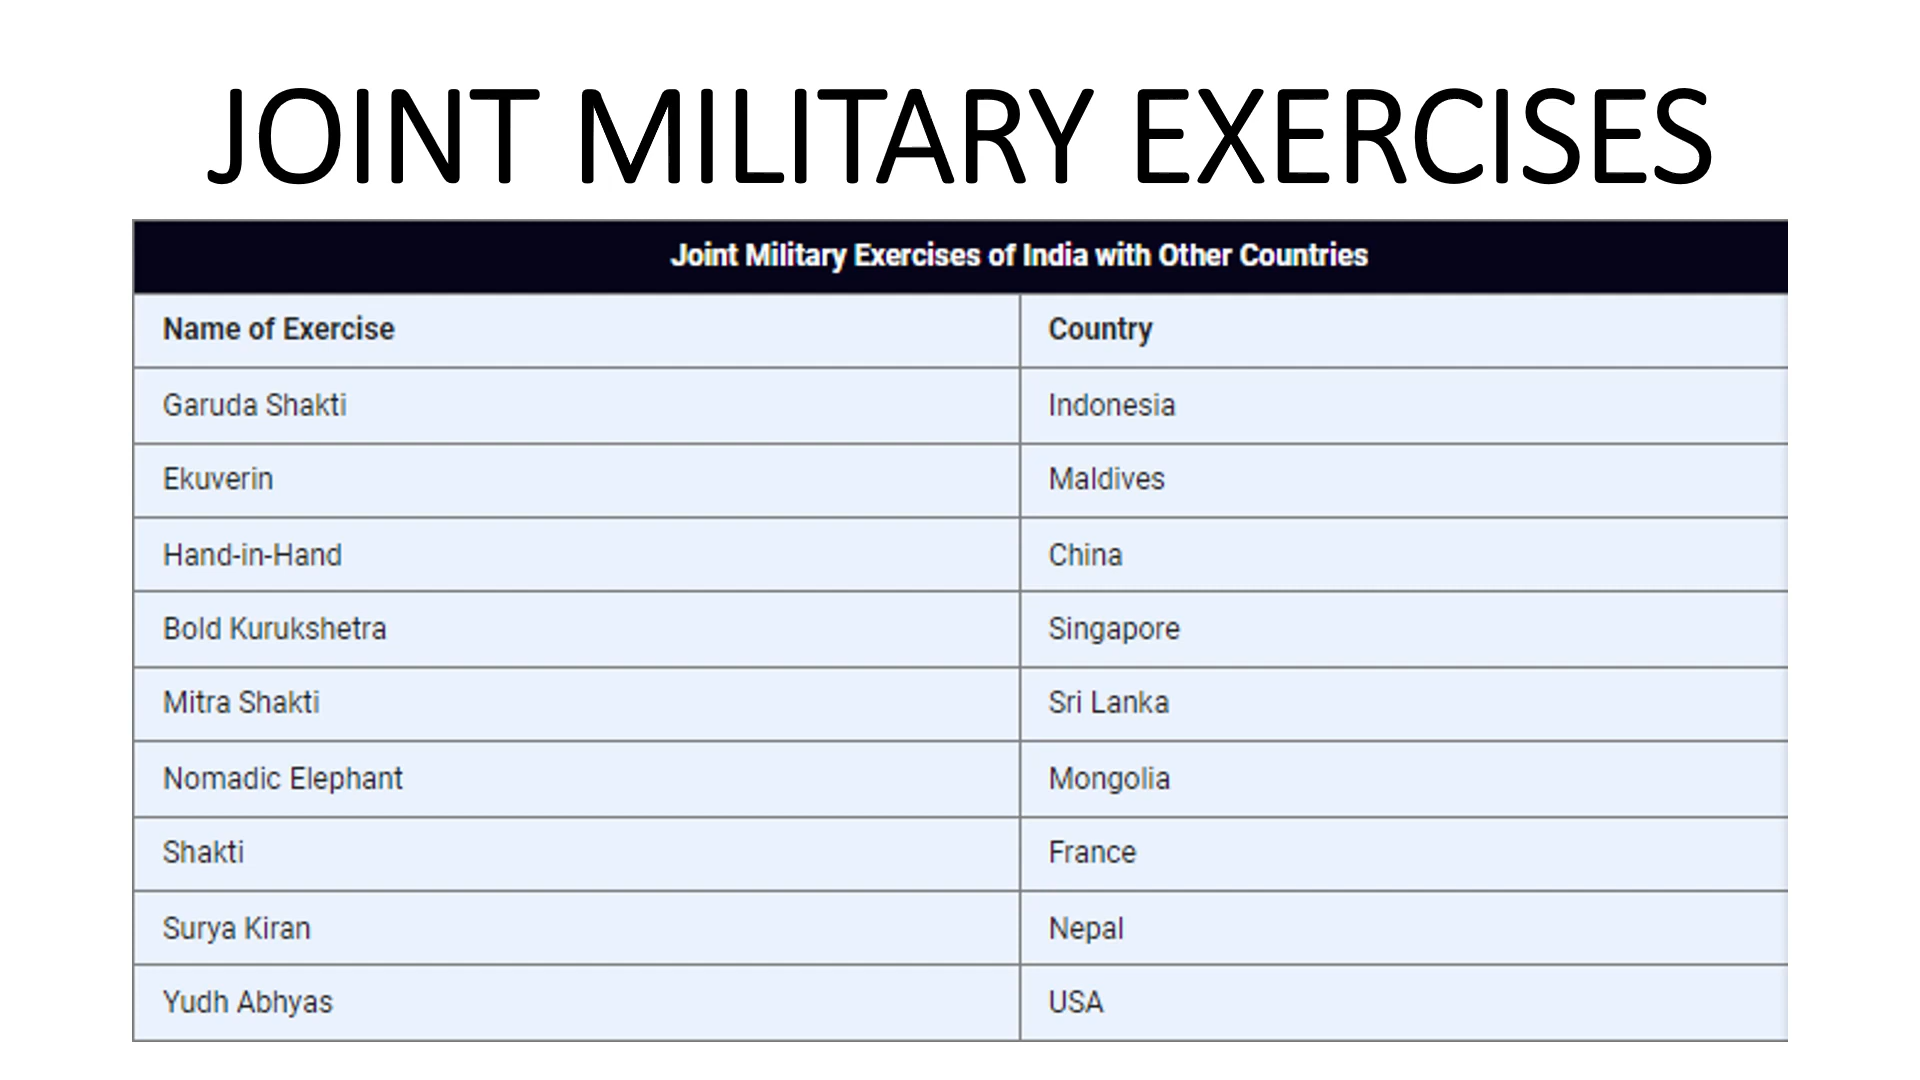 JOINT MILITARY EXERCISES
Joint Military Exercises of India with Other Countries
Name of Exercise Country
Garuda Shakti Indonesia
Ekuverin Maldives
Hand-in-Hand China
Bold Kurukshetra Singapore
Mitra Shakti Sri Lanka
Nomadic Elephant Mongolia
Shakti France
Surya Kiran Nepal
Yudh Abhyas USA